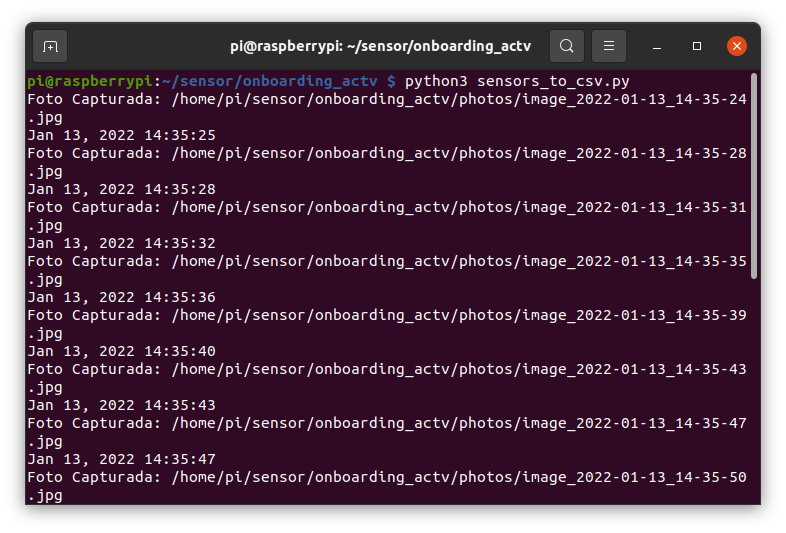 pi@raspberrypi: ~/sensor/onboarding_actv
pi@raspberrypi:~/sensor/onboarding_actv $ python3 sensors_to_csv.py
Foto Capturada: /home/pi/sensor/onboarding_actv/photos/image_2022-01-13_14-35-24
.jpg
Jan 13, 2022 14:35:25
Foto Capturada: /home/pi/sensor/onboarding_actv/photos/image_2022-01-13_14-35-28
.jpg
Jan 13, 2022 14:35:28
Foto Capturada: /home/pi/sensor/onboarding_actv/photos/image_2022-01-13_14-35-31
.jpg
Jan 13, 2022 14:35:32
Foto Capturada: /home/pi/sensor/onboarding_actv/photos/image_2022-01-13_14-35-35
.jpg
Jan 13, 2022 14:35:36
Foto Capturada: /home/pi/sensor/onboarding_actv/photos/image_2022-01-13_14-35-39
.jpg
Jan 13, 2022 14:35:40
Foto Capturada: /home/pi/sensor/onboarding_actv/photos/image_2022-01-13_14-35-43
.jpg
Jan 13, 2022 14:35:43
Foto Capturada: /home/pi/sensor/onboarding_actv/photos/image_2022-01-13_14-35-47
.jpg
Jan 13, 2022 14:35:47
Foto Capturada: /home/pi/sensor/onboarding_actv/photos/image_2022-01-13_14-35-50
.jpg